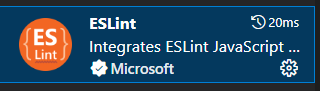 {ES}
Lint
ESLint 20ms
Integrates ESLint JavaScript ...
Microsoft